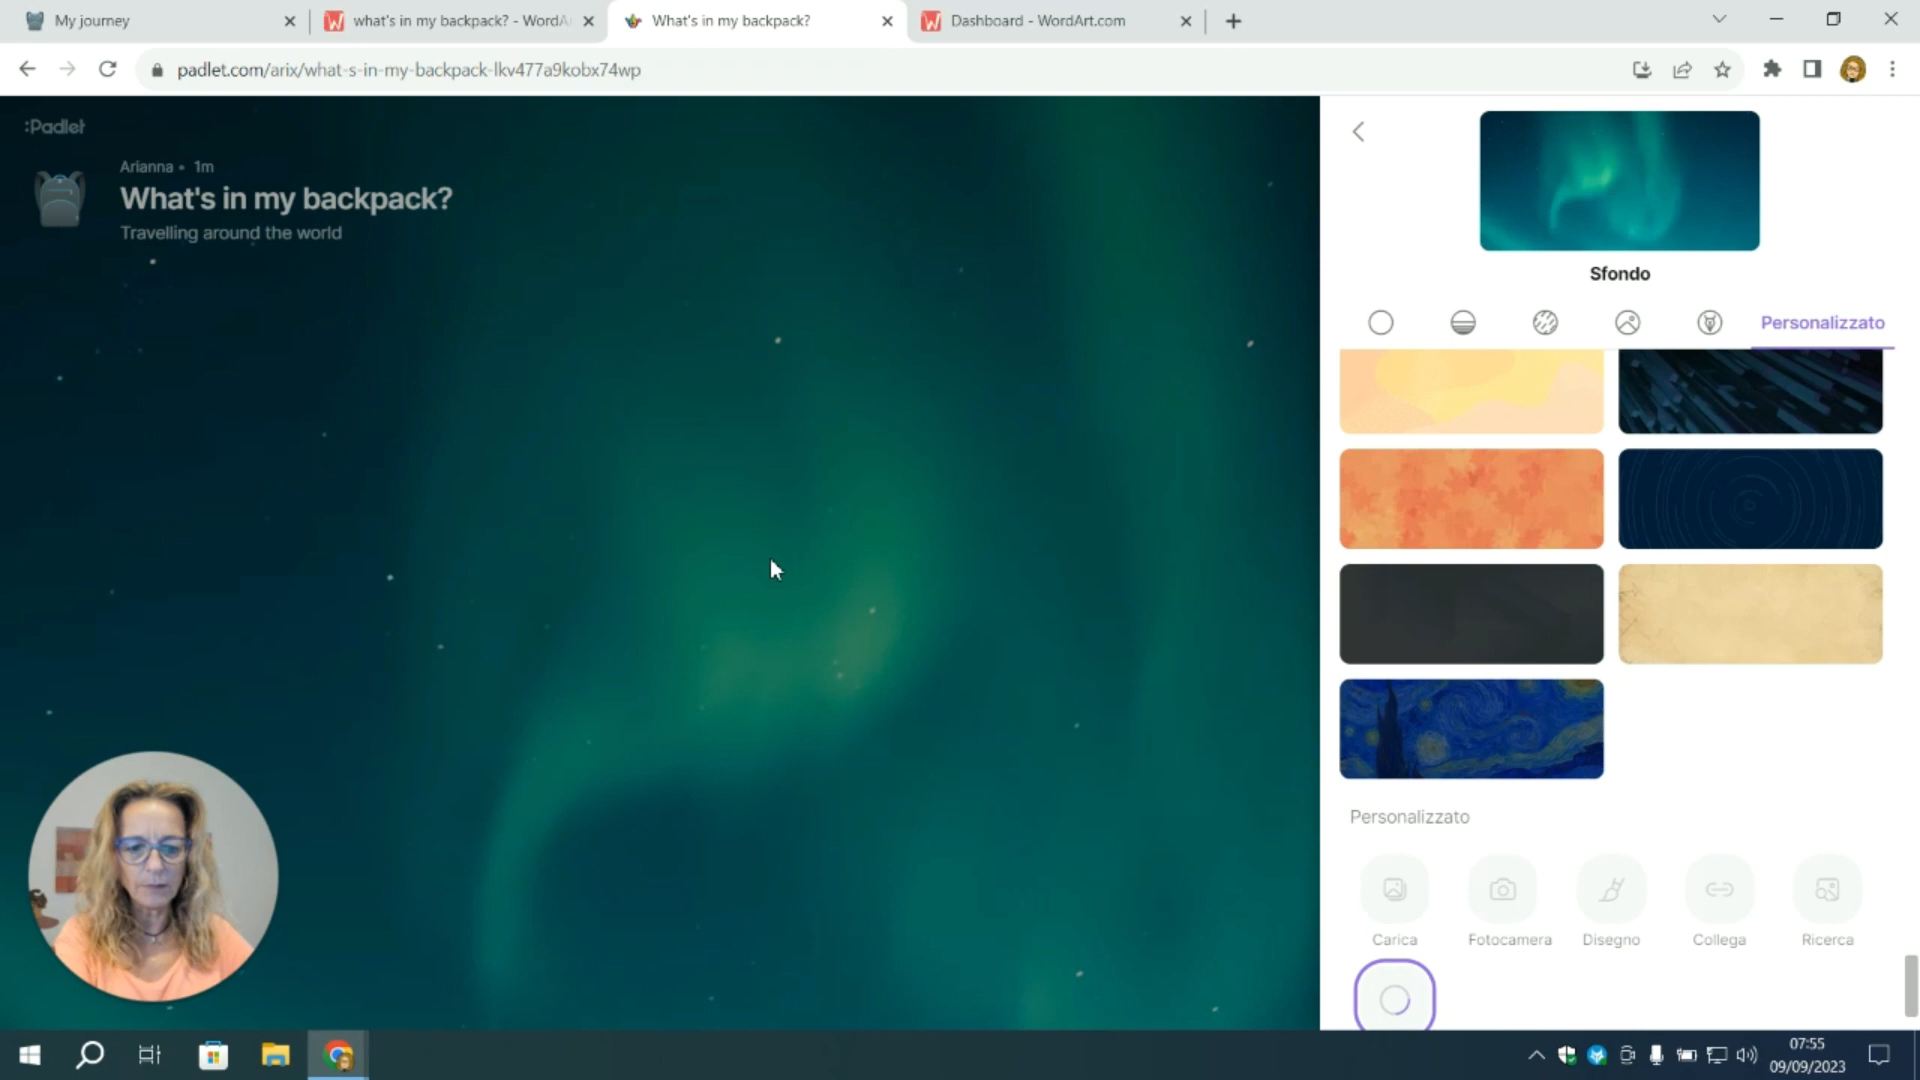 My journey
what's in my backpack? - WordA
What's in my backpack?
Dashboard - WordArt.com
padlet.com/arix/what-s-in-my-backpack-lkv477a9kobx74wp
:Padlet
Arianna • 1m
What's in my backpack?
Travelling around the world
Sfondo
Personalizzato
Personalizzato
Carica
Fotocamera
Disegno
Collega
Ricerca
07:55
09/09/2023